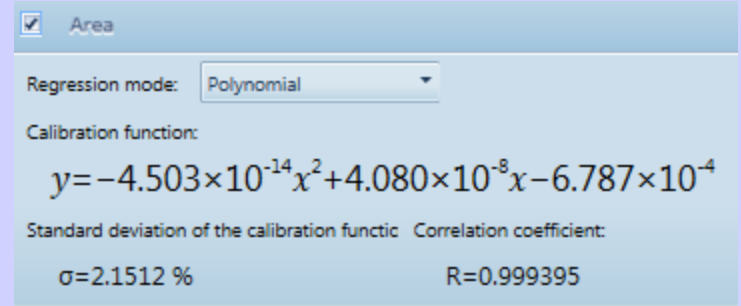 Area
Regression mode: Polynomial
Calibration function:
y=−4.503×10⁻¹⁴x²+4.080×10⁻⁸x−6.787×10⁻⁴
Standard deviation of the calibration functic Correlation coefficient:
σ=2.1512 % R=0.999395